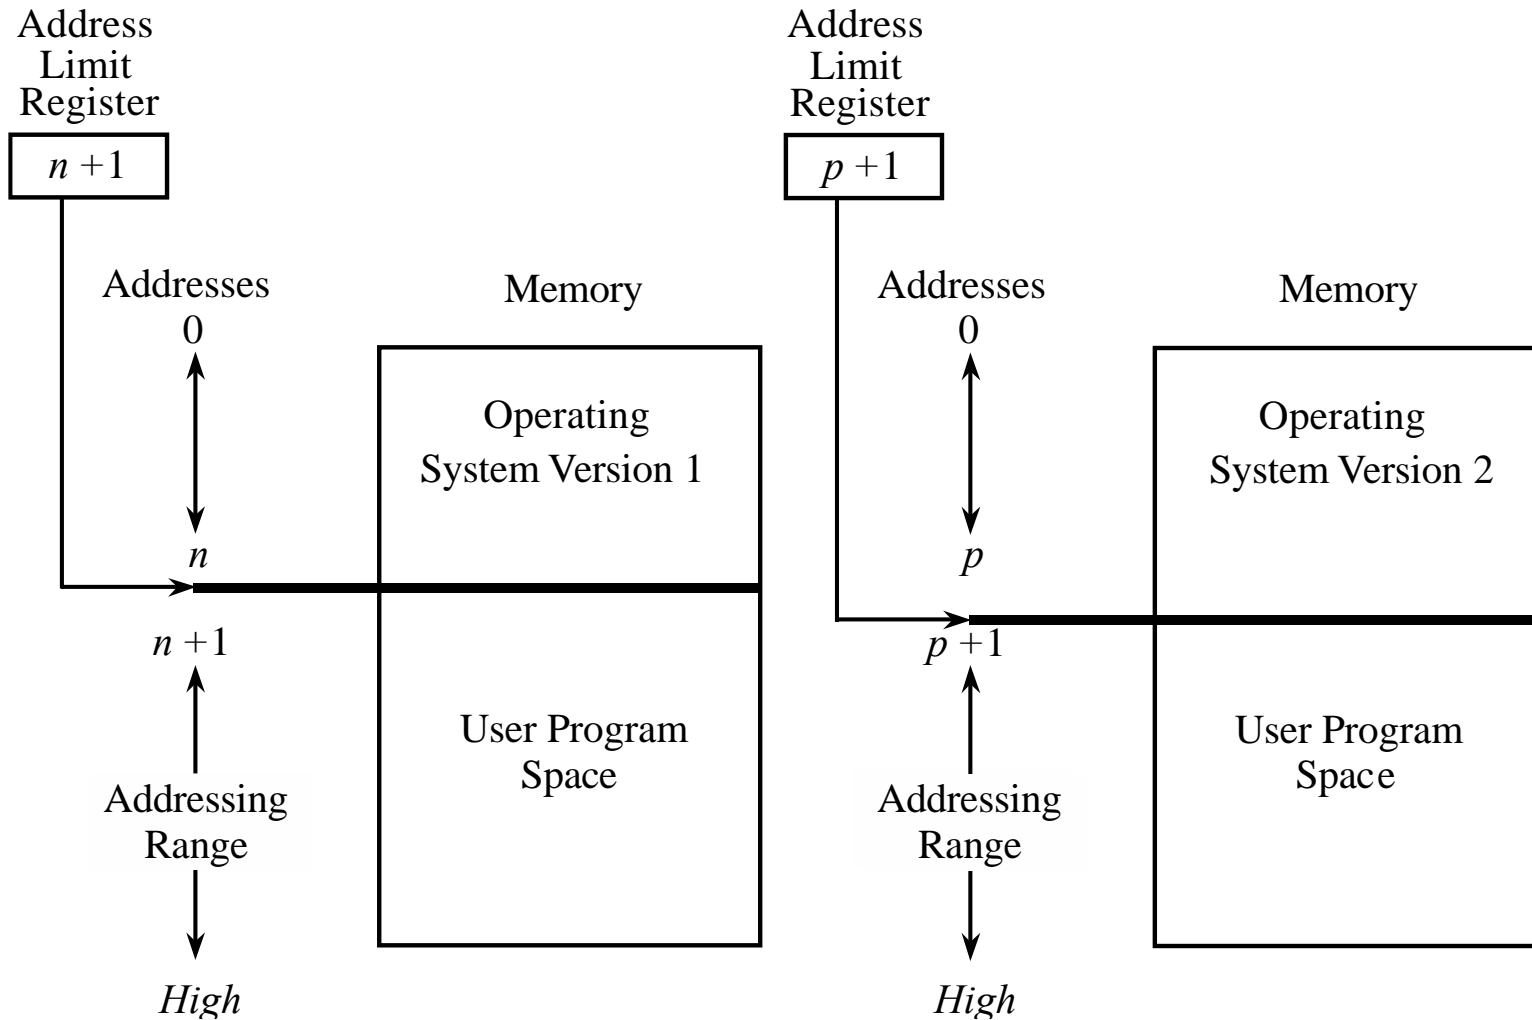 Address
Limit
Register
n +1
Addresses
0
n
n +1
Addressing
Range
High
Memory
Operating
System Version 1
User Program
Space
Address
Limit
Register
p +1
Addresses
0
p
p +1
Addressing
Range
High
Memory
Operating
System Version 2
User Program
Space